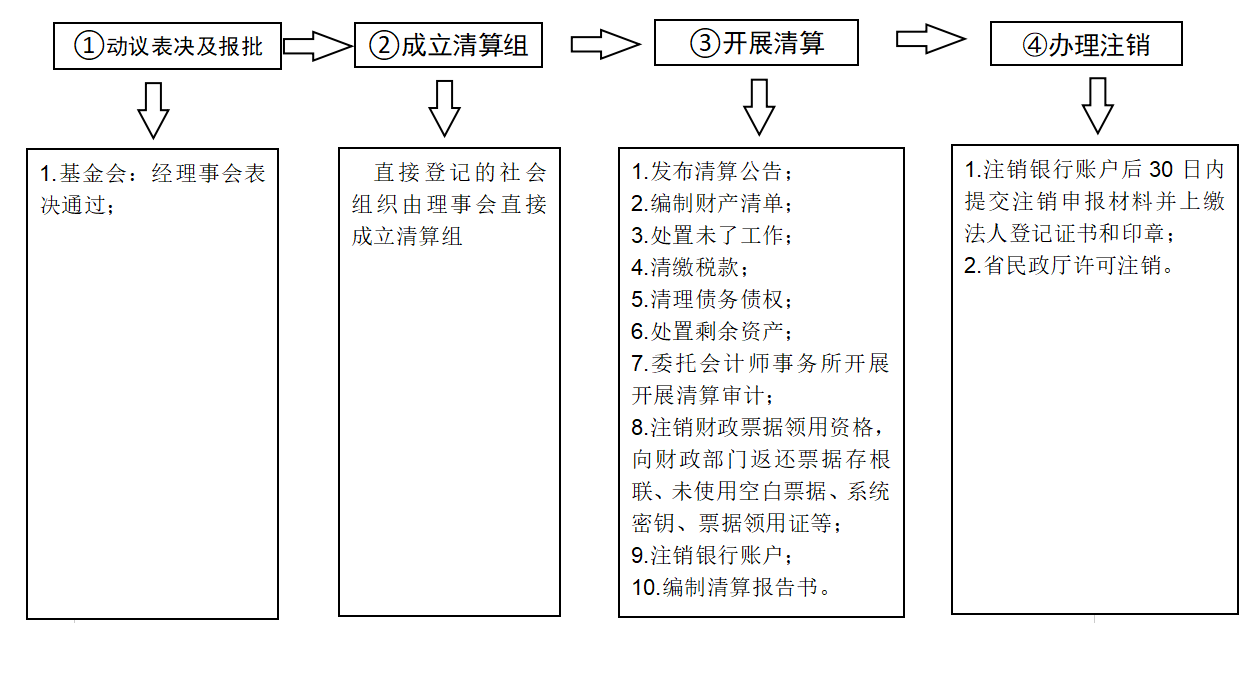 ①动议表决及报批
②成立清算组
③开展清算
④办理注销
1.基金会：经理事会表
决通过；
直接登记的社会
组织由理事会直接
成立清算组
1.发布清算公告；
2.编制财产清单；
3.处置未了工作；
4.清缴税款；
5.清理债务债权；
6.处置剩余资产；
7.委托会计师事务所开展
开展清算审计；
8.注销财政票据领用资格，
向财政部门返还票据存根
联、未使用空白票据、系统
密钥、票据领用证等；
9.注销银行账户；
10.编制清算报告书。
1.注销银行账户后 30 日内
提交注销申报材料并上缴
法人登记证书和印章；
2.省民政厅许可注销。